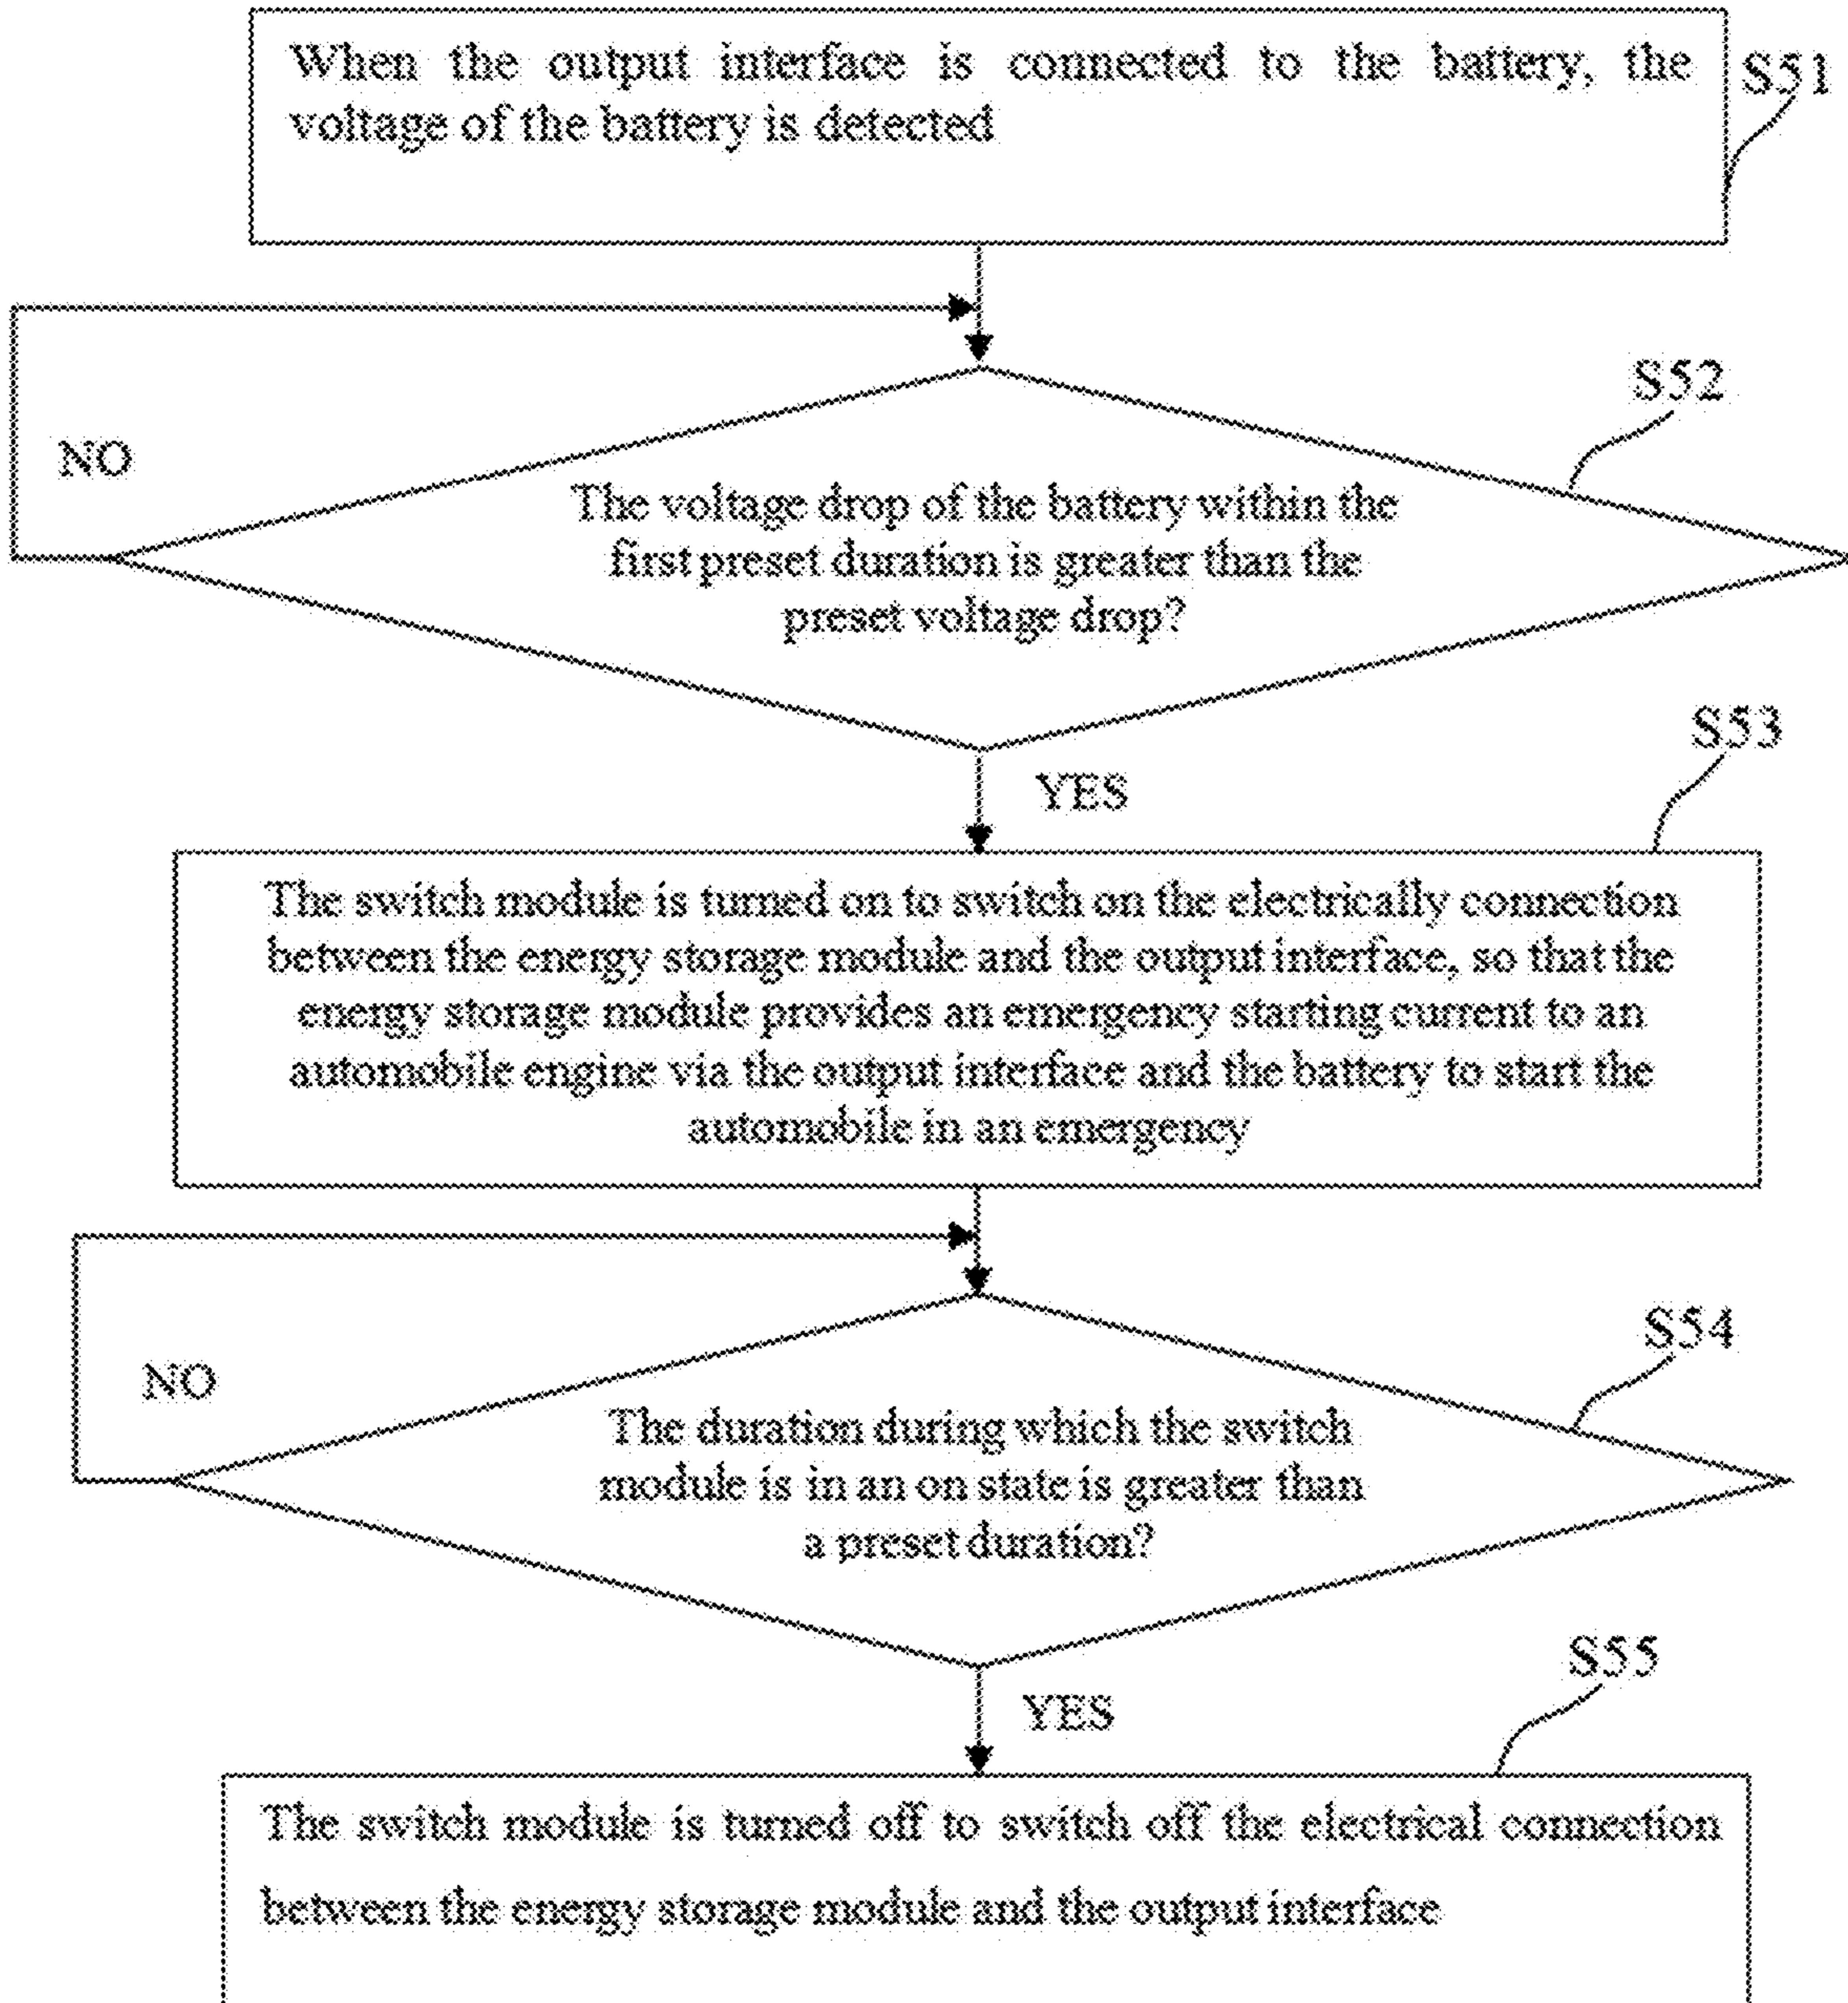 When the output interface is connected to the battery, the
voltage of the battery is detected
S51
S52
NO
The voltage drop of the battery within the
first preset duration is greater than the
preset voltage drop?
S53
YES
The switch module is turned on to switch on the electrically connection
between the energy storage module and the output interface, so that the
energy storage module provides an emergency starting current to an
automobile engine via the output interface and the battery to start the
automobile in an emergency
S54
NO
The duration during which the switch
module is in an on state is greater than
a preset duration?
S55
YES
The switch module is turned off to switch off the electrical connection
between the energy storage module and the output interface